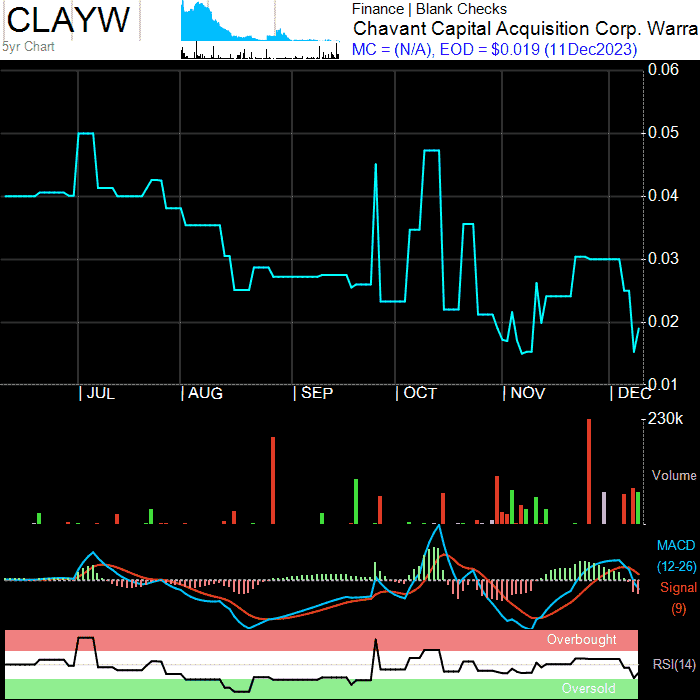 CLAYW
5yr Chart
Finance | Blank Checks
Chavant Capital Acquisition Corp. Warra
MC = (N/A), EOD = $0.019 (11Dec2023)
0.06
0.05
0.04
0.03
0.02
0.01
| JUL | AUG | SEP | OCT | NOV | DEC
230k
Volume
MACD
(12-26)
Signal
(9)
Overbought
RSI(14)
Oversold